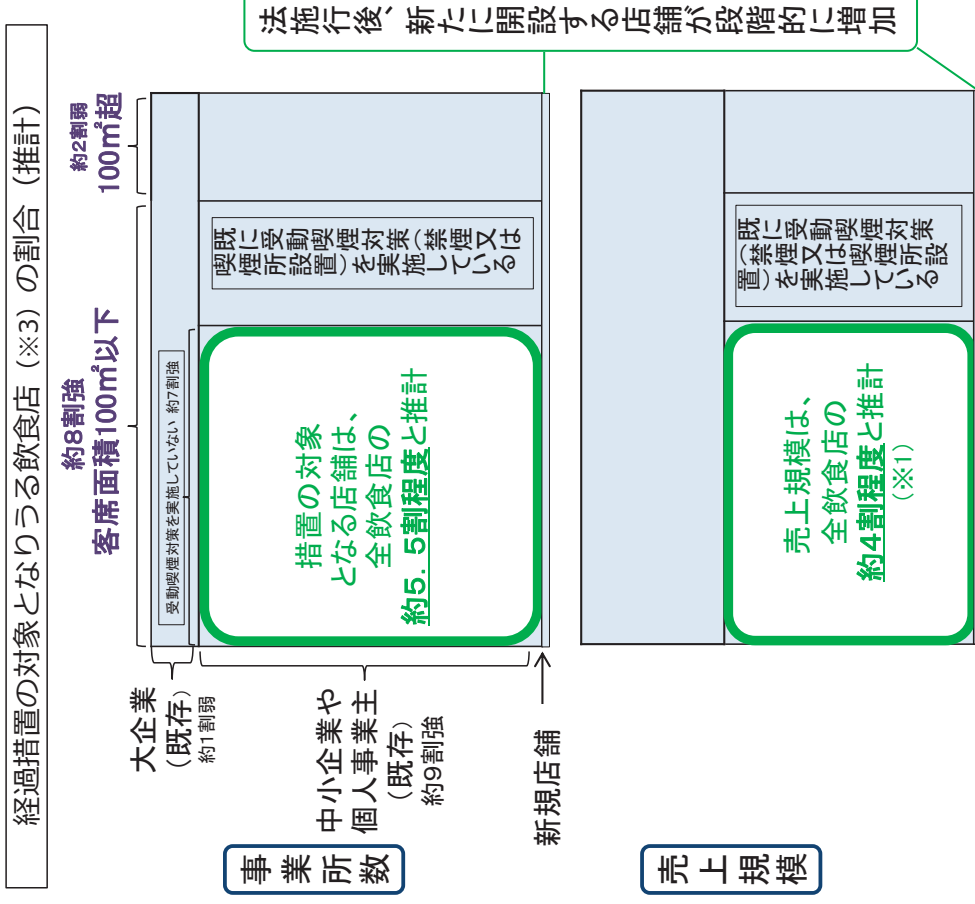 経過措置の対象となりうる飲食店（※3）の割合（推計）
約8割強
客席面積100㎡以下
約2割弱
100㎡超
事業所数
大企業
（既存）
約1割弱
中小企業や
個人事業主
（既存）
約9割強
新規店舗
受動喫煙対策を実施していない 約7割強
措置の対象
となる店舗は、
全飲食店の
約5.5割程度と推計
既に受動喫煙対策（禁煙又は
喫煙所設置）を実施している
法施行後、新たに開設する店舗が段階的に増加
売上規模
売上規模は、
全飲食店の
約4割程度と推計
（※1）
既に受動喫煙対策
（禁煙又は喫煙所設
置）を実施している